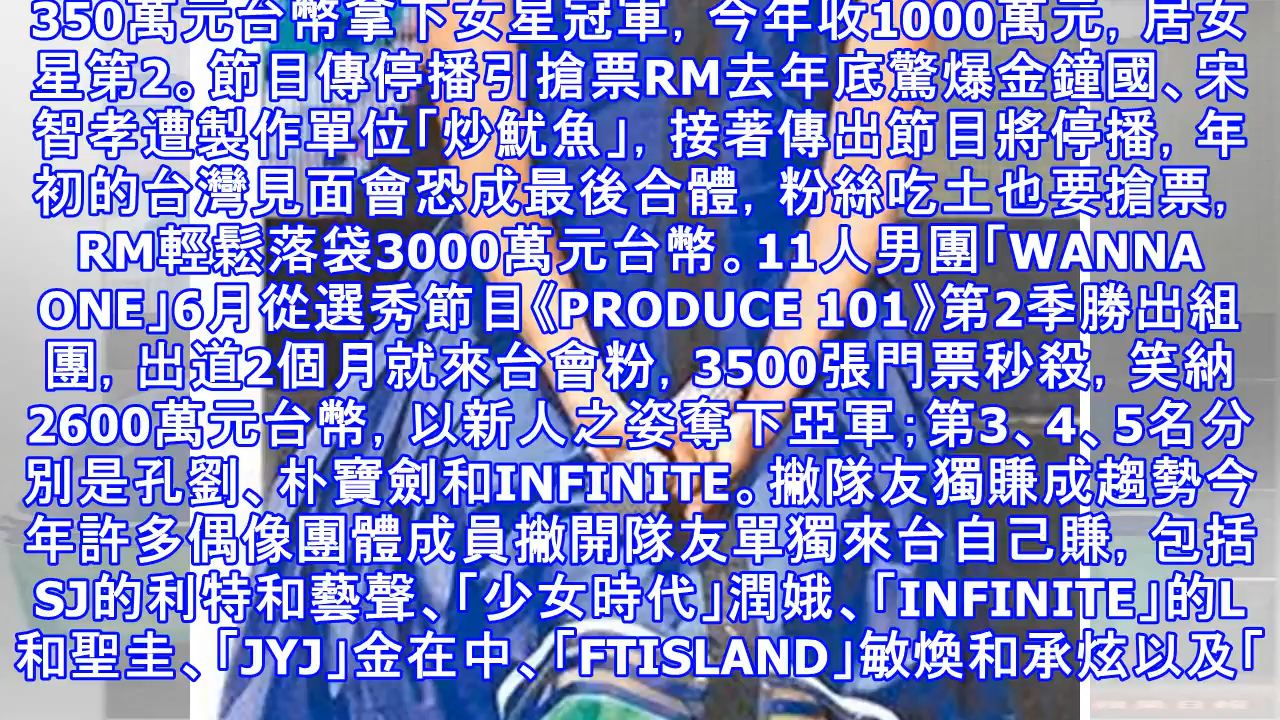 350萬元台幣拿下女星冠軍, 今年收1000萬元, 居女
星第2。節目傳停播引搶票RM去年底驚爆金鐘國、宋
智孝遭製作單位「炒魷魚」, 接著傳出節目將停播, 年
初的台灣見面會恐成最後合體, 粉絲吃土也要搶票,
RM輕鬆落袋3000萬元台幣。11人男團「WANNA
ONE」6月從選秀節目《PRODUCE 101》第2季勝出組
團, 出道2個月就來台會粉, 3500張門票秒殺, 笑納
2600萬元台幣, 以新人之姿奪下亞軍;第3、4、5名分
別是孔劉、朴寶劍和INFINITE。撇隊友獨賺成趨勢今
年許多偶像團體成員撇開隊友單獨來台自己賺, 包括
SJ的利特和藝聲、「少女時代」潤娥、「INFINITE」的L
和聖圭、「JYJ」金在中、「FTISLAND」敏煥和承炫以及「